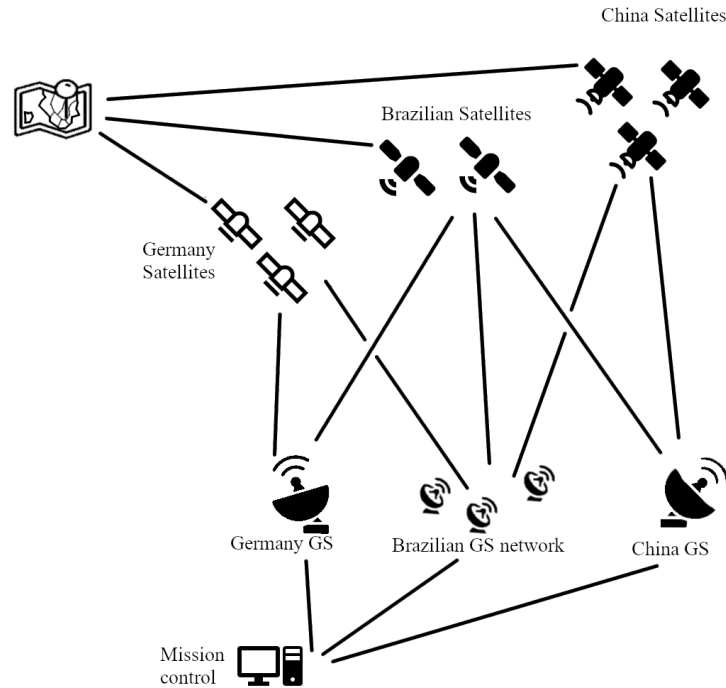 China Satellites
Brazilian Satellites
Germany
Satellites
Germany GS
Brazilian GS network
China GS
Mission
control